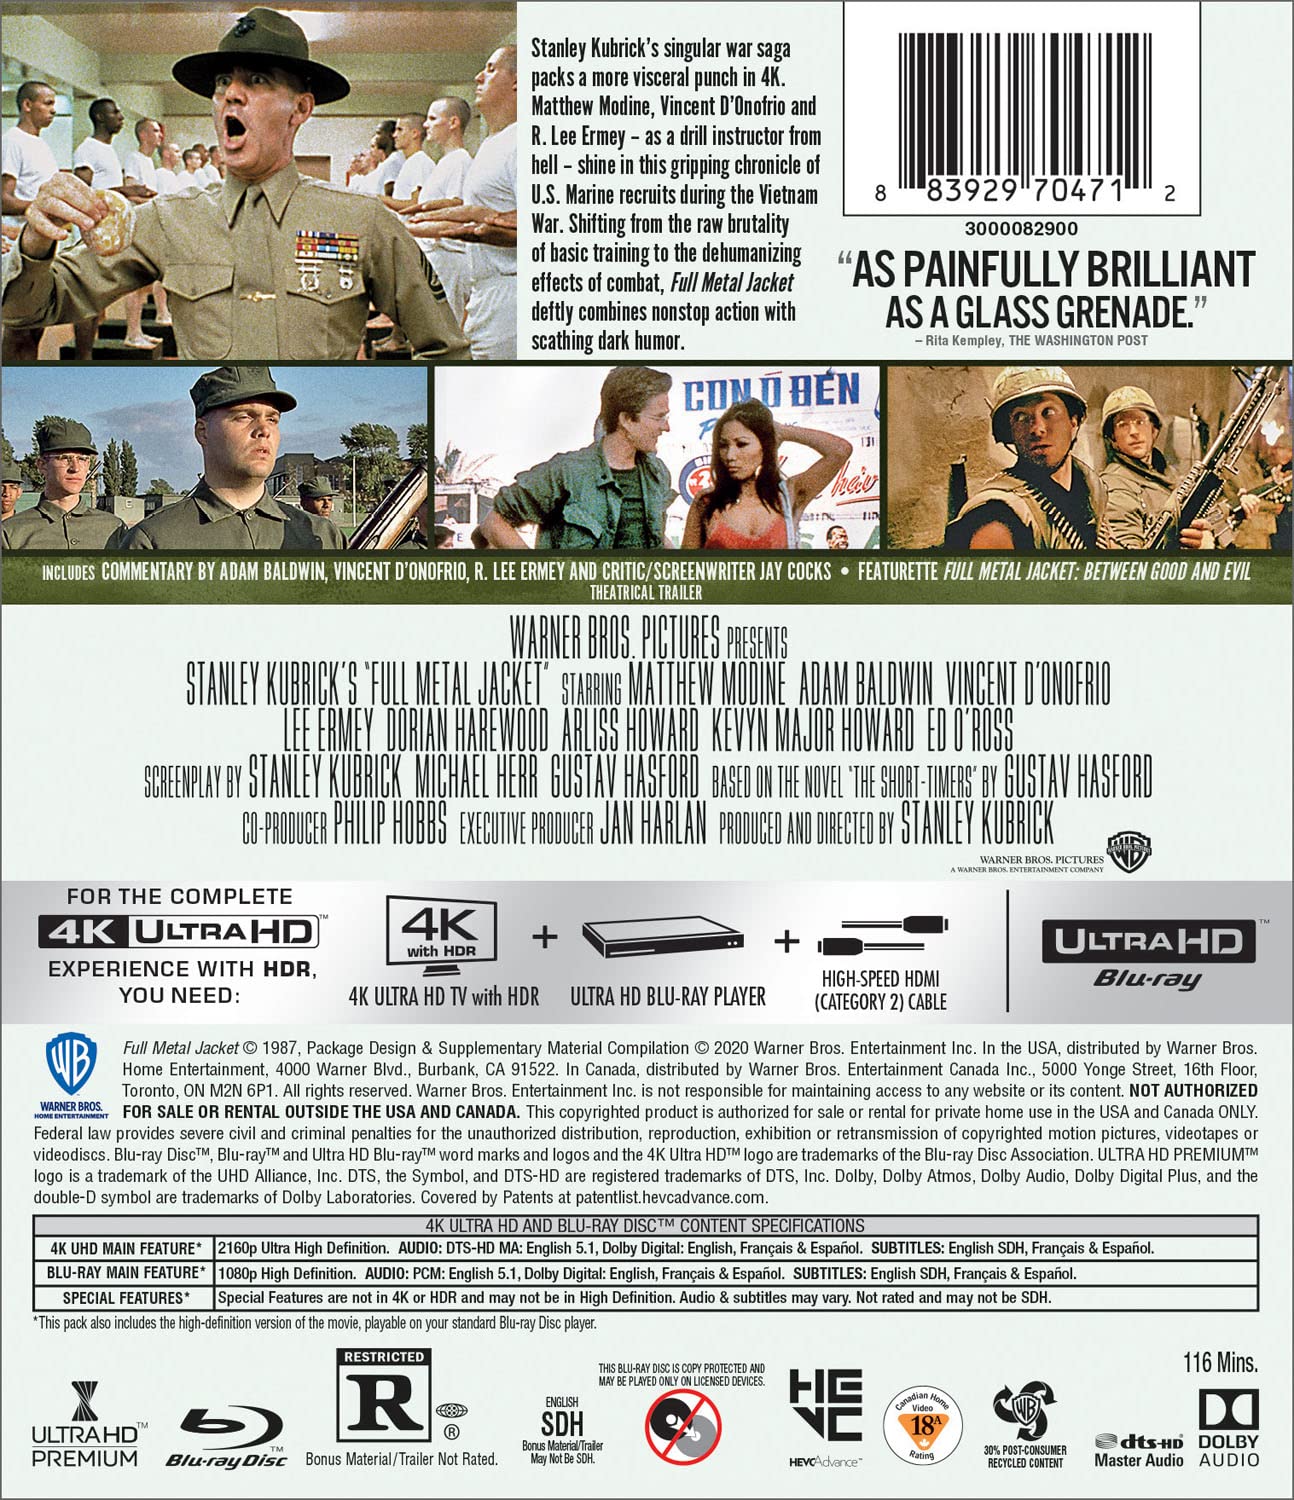 Stanley Kubrick's singular war saga
packs a more visceral punch in 4K.
Matthew Modine, Vincent D'Onofrio and
R. Lee Ermey – as a drill instructor from
hell – shine in this gripping chronicle of
U.S. Marine recruits during the Vietnam
War. Shifting from the raw brutality
of basic training to the dehumanizing
effects of combat, Full Metal Jacket
deftly combines nonstop action with
scathing dark humor.
8 83929 70471 2
3000082900
"AS PAINFULLY BRILLIANT
AS A GLASS GRENADE."
– Rita Kempley, THE WASHINGTON POST
INCLUDES COMMENTARY BY ADAM BALDWIN, VINCENT D'ONOFRIO, R. LEE ERMEY AND CRITIC/SCREENWRITER JAY COCKS • FEATURETTE FULL METAL JACKET: BETWEEN GOOD AND EVIL
THEATRICAL TRAILER
WARNER BROS. PICTURES PRESENTS
STANLEY KUBRICK'S "FULL METAL JACKET" STARRING MATTHEW MODINE ADAM BALDWIN VINCENT D'ONOFRIO
LEE ERMEY DORIAN HAREWOOD ARLISS HOWARD KEVYN MAJOR HOWARD ED O'ROSS
SCREENPLAY BY STANLEY KUBRICK MICHAEL HERR GUSTAV HASFORD BASED ON THE NOVEL "THE SHORT-TIMERS" BY GUSTAV HASFORD
CO-PRODUCER PHILIP HOBBS EXECUTIVE PRODUCER JAN HARLAN PRODUCED AND DIRECTED BY STANLEY KUBRICK
WARNER BROS. PICTURES
A WARNER BROS. ENTERTAINMENT COMPANY
FOR THE COMPLETE
4K ULTRA HD™
EXPERIENCE WITH HDR,
YOU NEED:
4K
with HDR
4K ULTRA HD TV with HDR
+
ULTRA HD BLU-RAY PLAYER
+
HIGH-SPEED HDMI
(CATEGORY 2) CABLE
ULTRA HD™
Blu-ray
WB
WARNER BROS.
HOME ENTERTAINMENT
Full Metal Jacket © 1987, Package Design & Supplementary Material Compilation © 2020 Warner Bros. Entertainment Inc. In the USA, distributed by Warner Bros.
Home Entertainment, 4000 Warner Blvd., Burbank, CA 91522. In Canada, distributed by Warner Bros. Entertainment Canada Inc., 5000 Yonge Street, 16th Floor,
Toronto, ON M2N 6P1. All rights reserved. Warner Bros. Entertainment Inc. is not responsible for maintaining access to any website or its content. NOT AUTHORIZED
FOR SALE OR RENTAL OUTSIDE THE USA AND CANADA. This copyrighted product is authorized for sale or rental for private home use in the USA and Canada ONLY.
Federal law provides severe civil and criminal penalties for the unauthorized distribution, reproduction, exhibition or retransmission of copyrighted motion pictures, videotapes or
videodiscs. Blu-ray Disc™, Blu-ray™ and Ultra HD Blu-ray™ word marks and logos and the 4K Ultra HD™ logo are trademarks of the Blu-ray Disc Association. ULTRA HD PREMIUM™
logo is a trademark of the UHD Alliance, Inc. DTS, the Symbol, and DTS-HD are registered trademarks of DTS, Inc. Dolby, Dolby Atmos, Dolby Audio, Dolby Digital Plus, and the
double-D symbol are trademarks of Dolby Laboratories. Covered by Patents at patentlist.hevcadvance.com.
4K ULTRA HD AND BLU-RAY DISC™ CONTENT SPECIFICATIONS
4K UHD MAIN FEATURE* 2160p Ultra High Definition. AUDIO: DTS-HD MA: English 5.1, Dolby Digital: English, Français & Español. SUBTITLES: English SDH, Français & Español.
BLU-RAY MAIN FEATURE* 1080p High Definition. AUDIO: PCM: English 5.1, Dolby Digital: English, Français & Español. SUBTITLES: English SDH, Français & Español.
SPECIAL FEATURES* Special Features are not in 4K or HDR and may not be in High Definition. Audio & subtitles may vary. Not rated and may not be SDH.
*This pack also includes the high-definition version of the movie, playable on your standard Blu-ray Disc player.
ULTRA HD™
PREMIUM
Blu-ray Disc™
RESTRICTED
R
®
Bonus Material/Trailer Not Rated.
ENGLISH
SDH
Bonus Material/Trailer
May Not Be SDH.
THIS BLU-RAY DISC IS COPY PROTECTED AND
MAY BE PLAYED ONLY ON LICENSED DEVICES.
HEVC
HEVCAdvance™
Canadian Home
Video
18A
Rating
WB
30% POST-CONSUMER
RECYCLED CONTENT
116 Mins.
dts-HD
Master Audio
DOLBY
AUDIO